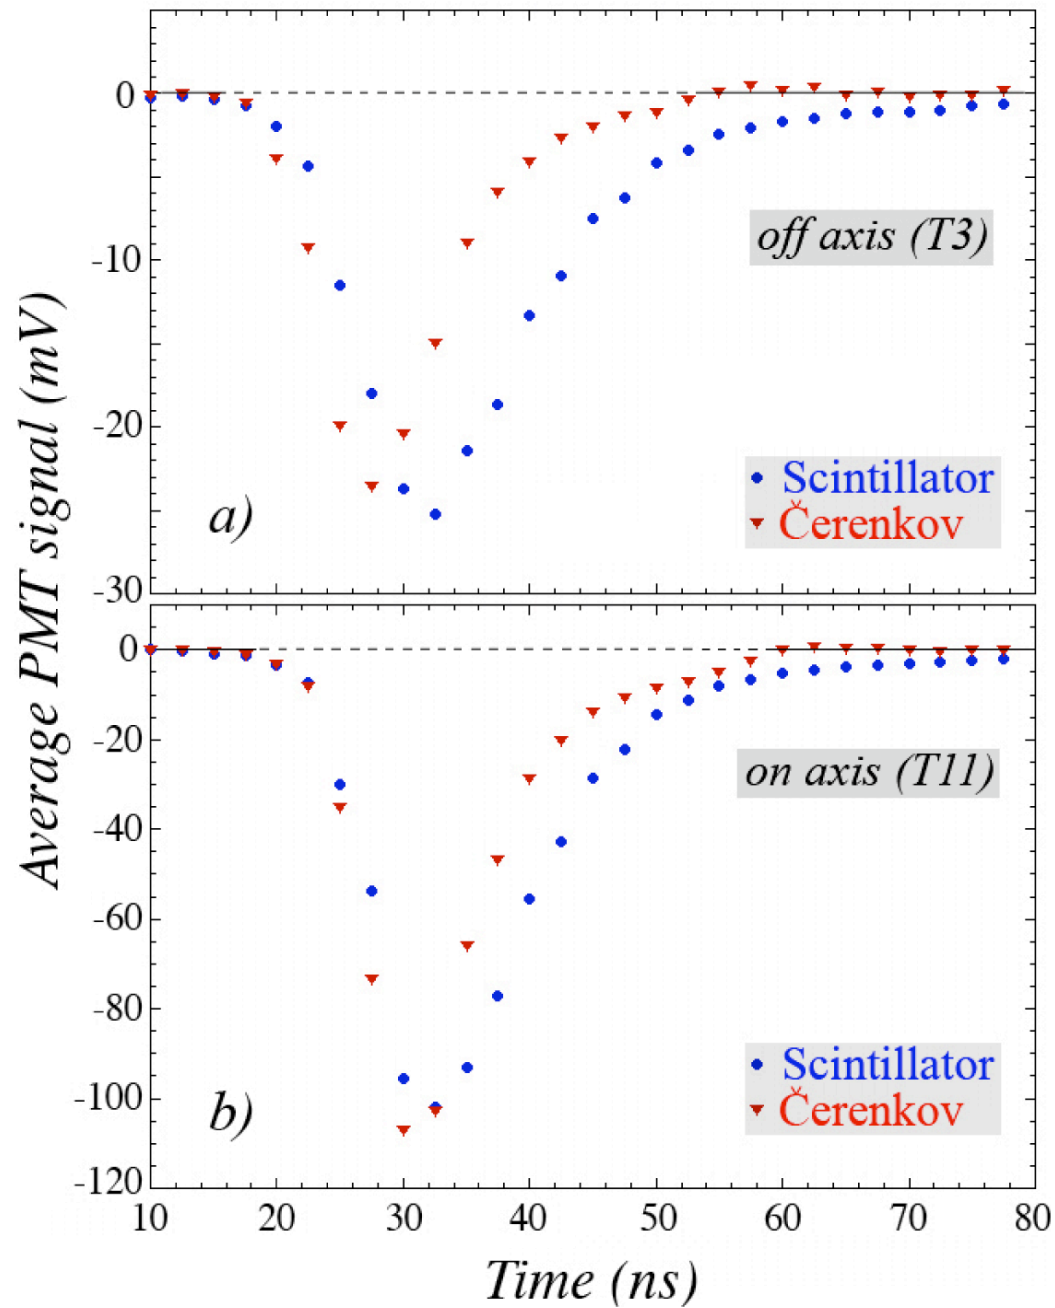 Average PMT signal (mV)
0
-10
-20
-30
off axis (T3)
Scintillator
Čerenkov
a)
0
-20
-40
-60
-80
-100
-120
on axis (T11)
Scintillator
Čerenkov
b)
10 20 30 40 50 60 70 80
Time (ns)